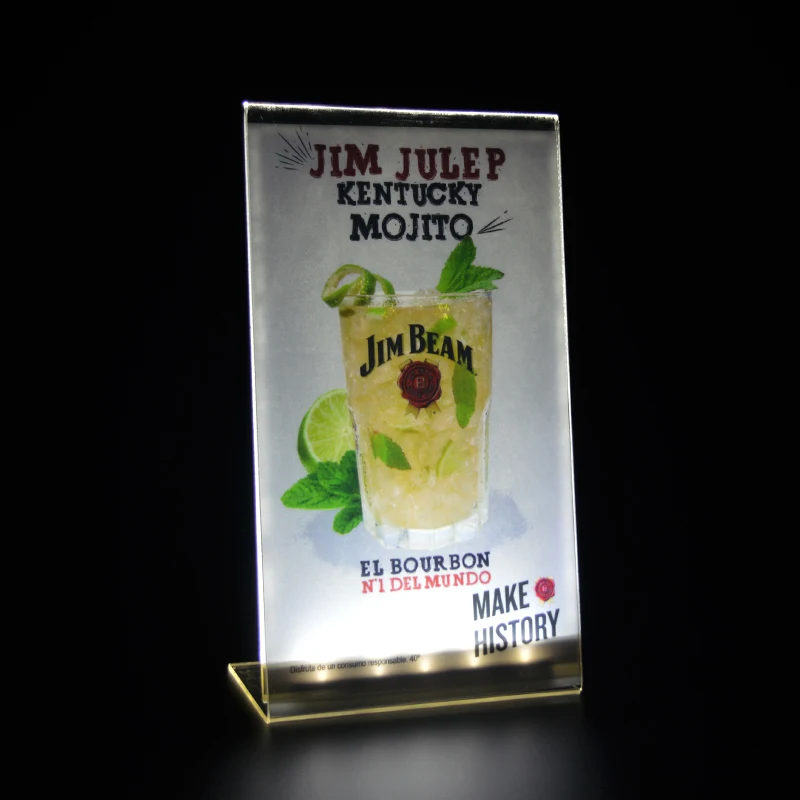 JIM JULEP
KENTUCKY
MOJITO
JIM BEAM
EL BOURBON
Nº1 DEL MUNDO
MAKE
HISTORY
Disfruta de un consumo responsable. 40º